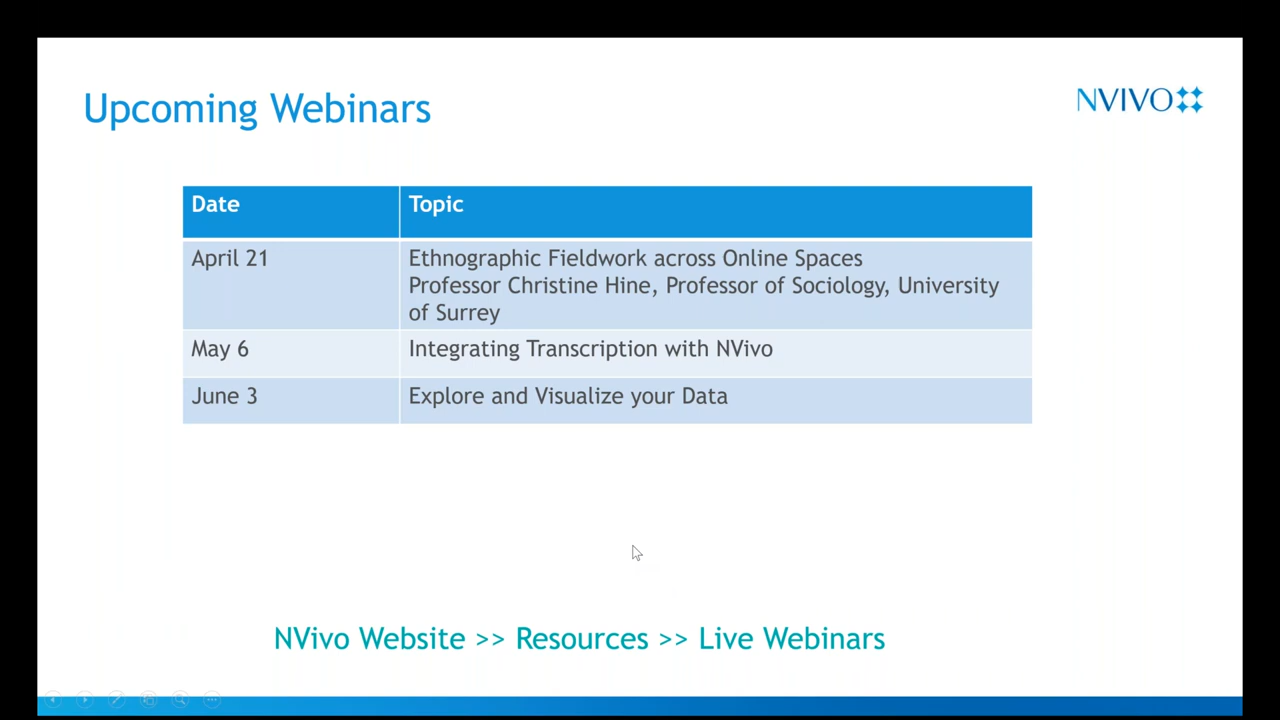 Upcoming Webinars
NVIVO
Date
Topic
April 21
Ethnographic Fieldwork across Online Spaces
Professor Christine Hine, Professor of Sociology, University
of Surrey
May 6
Integrating Transcription with NVivo
June 3
Explore and Visualize your Data
NVivo Website >> Resources >> Live Webinars